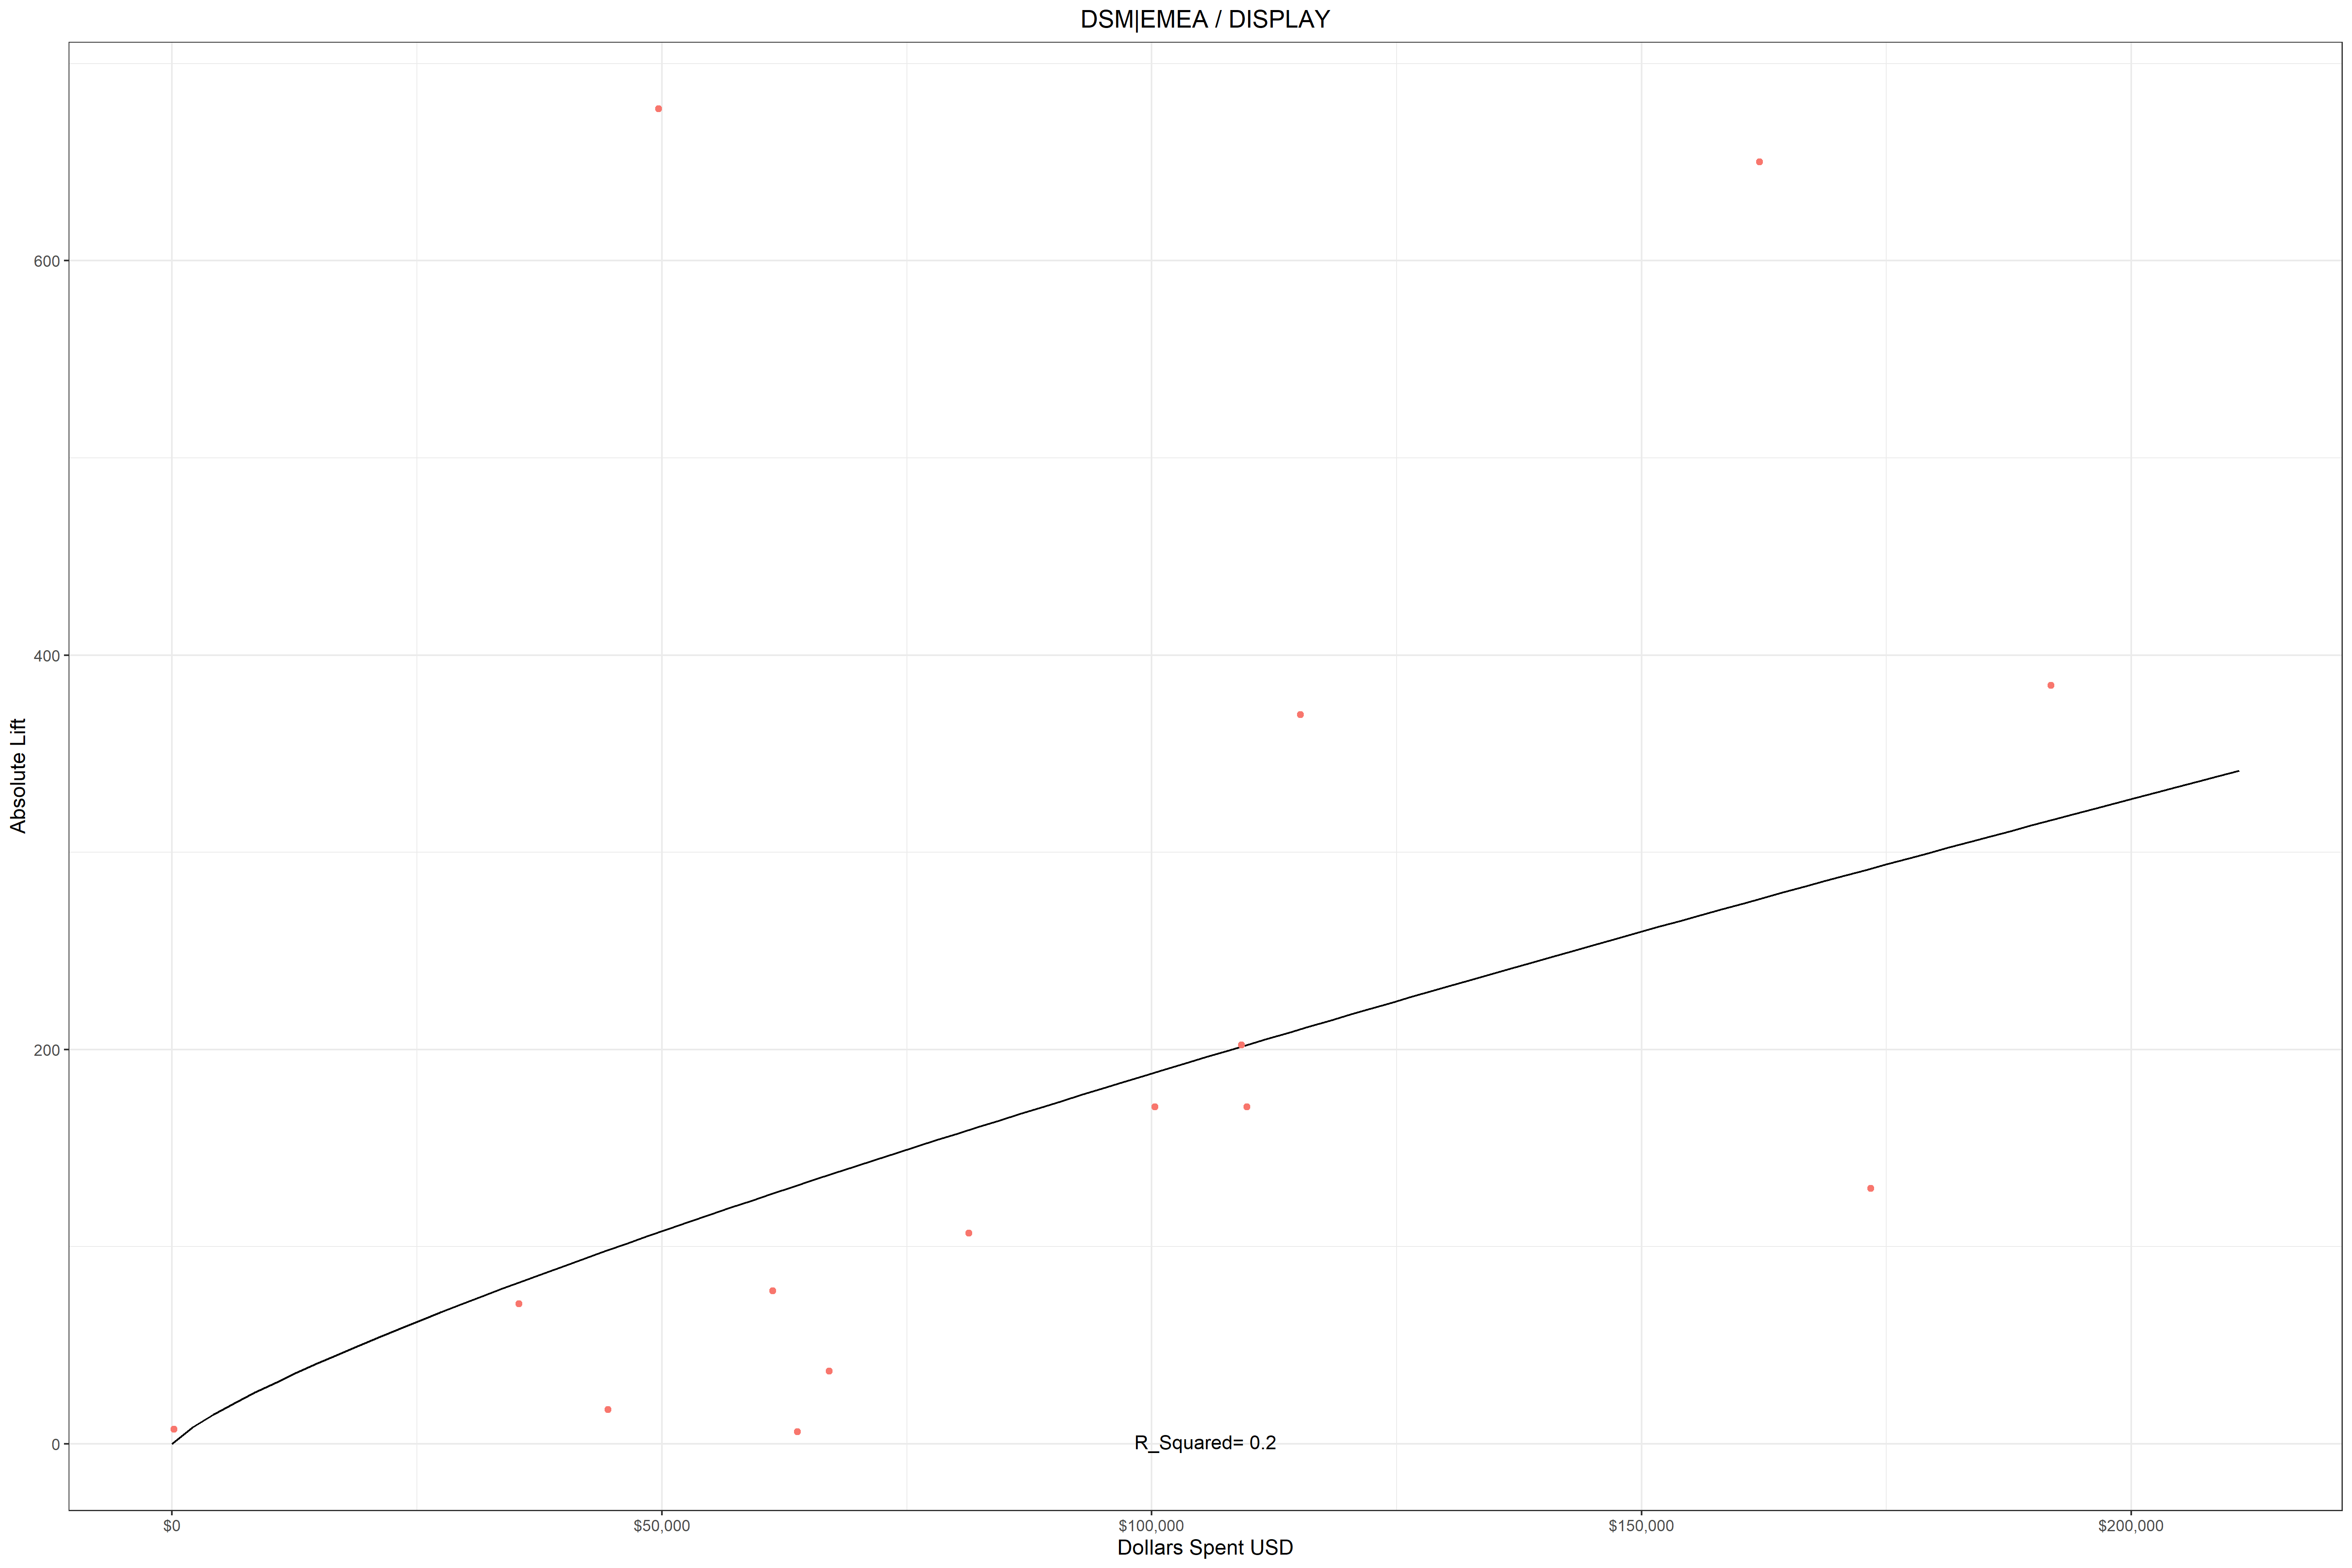 DSM|EMEA / DISPLAY
Absolute Lift
600
400
200
0
R_Squared= 0.2
$0
$50,000
$100,000
$150,000
$200,000
Dollars Spent USD